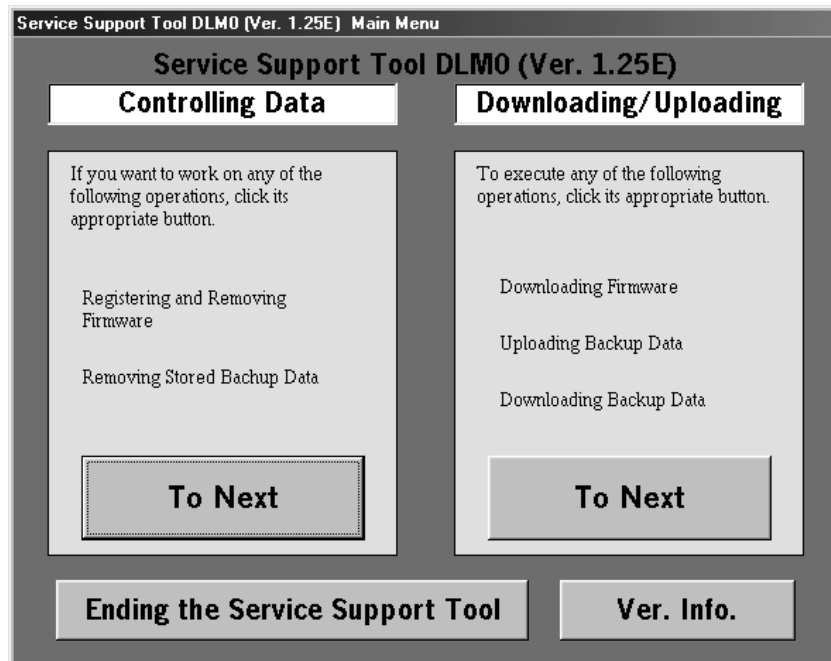 Service Support Tool DLM0 (Ver. 1.25E) Main Menu
Service Support Tool DLM0 (Ver. 1.25E)
Controlling Data
If you want to work on any of the
following operations, click its
appropriate button.
Registering and Removing
Firmware
Removing Stored Bachup Data
To Next
Downloading/Uploading
To execute any of the following
operations, click its appropriate button.
Downloading Firmware
Uploading Backup Data
Downloading Backup Data
To Next
Ending the Service Support Tool
Ver. Info.